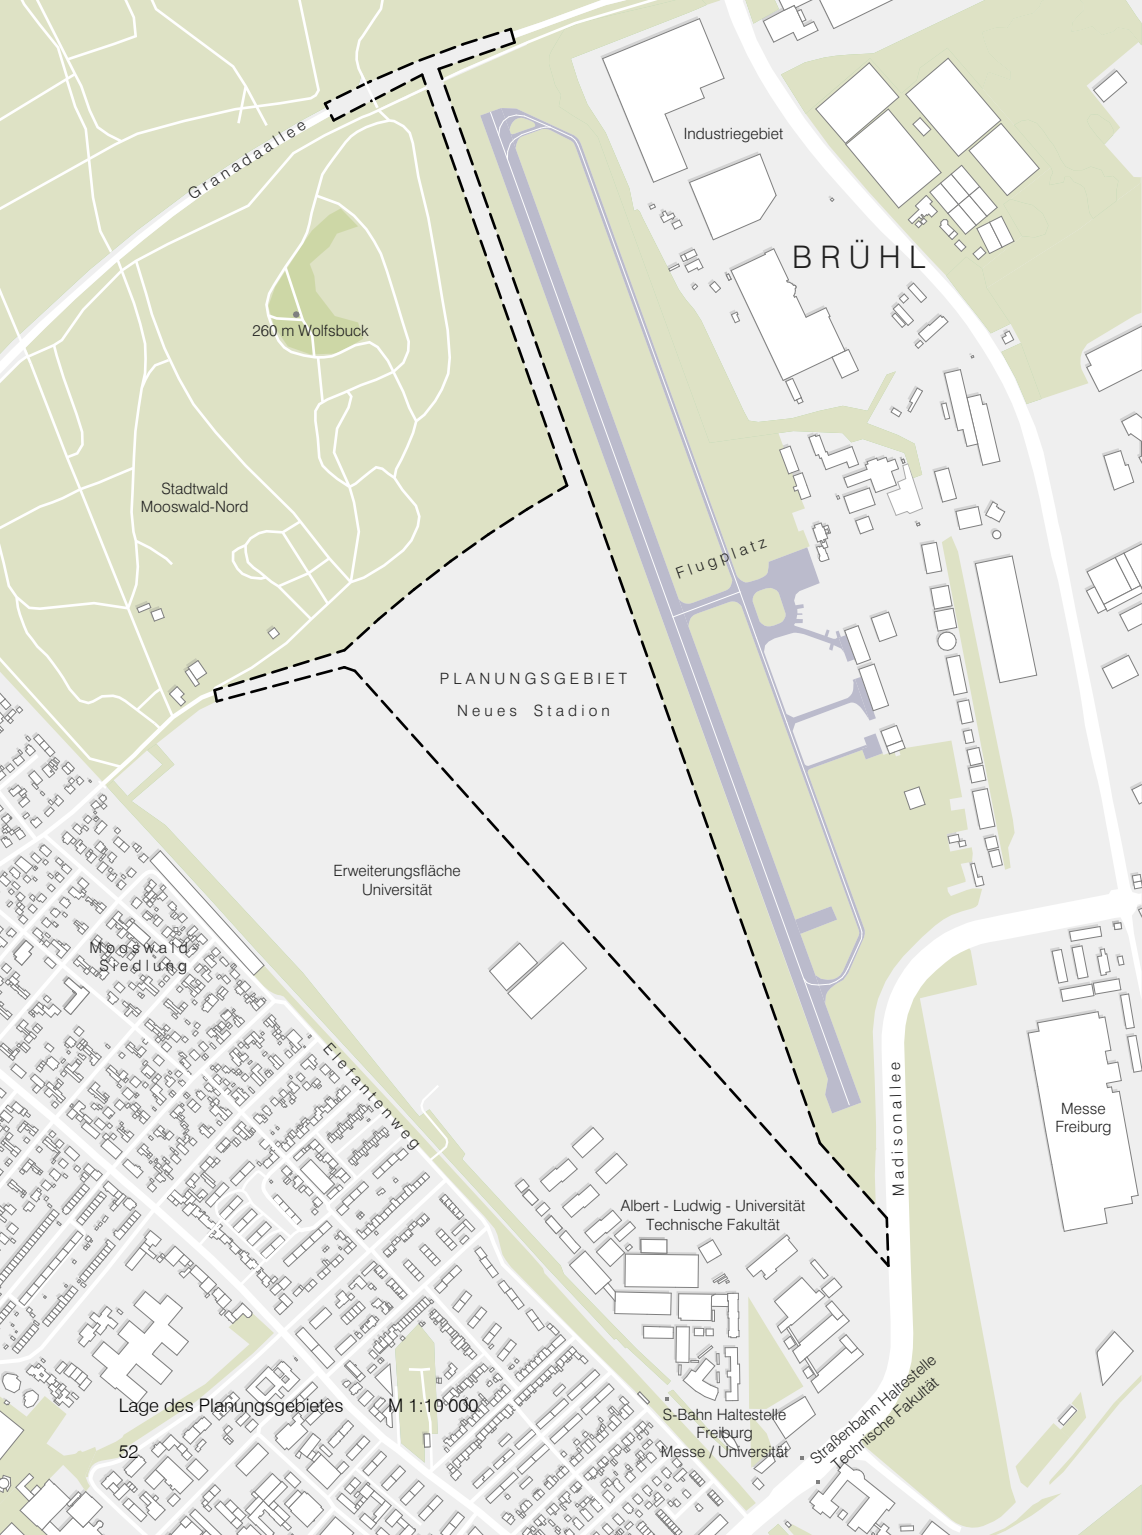 Granadaallee
Industriegebiet
BRÜHL
260 m Wolfsbuck
Stadtwald
Mooswald-Nord
Flugplatz
PLANUNGSGEBIET
Neues Stadion
Erweiterungsfläche
Universität
Mooswald-
Siedlung
Elefantenweg
Madisonallee
Messe
Freiburg
Albert - Ludwig - Universität
Technische Fakultät
Straßenbahn Haltestelle
Technische Fakultät
S-Bahn Haltestelle
Freiburg
Messe / Universität
Lage des Planungsgebietes M 1:10 000
52